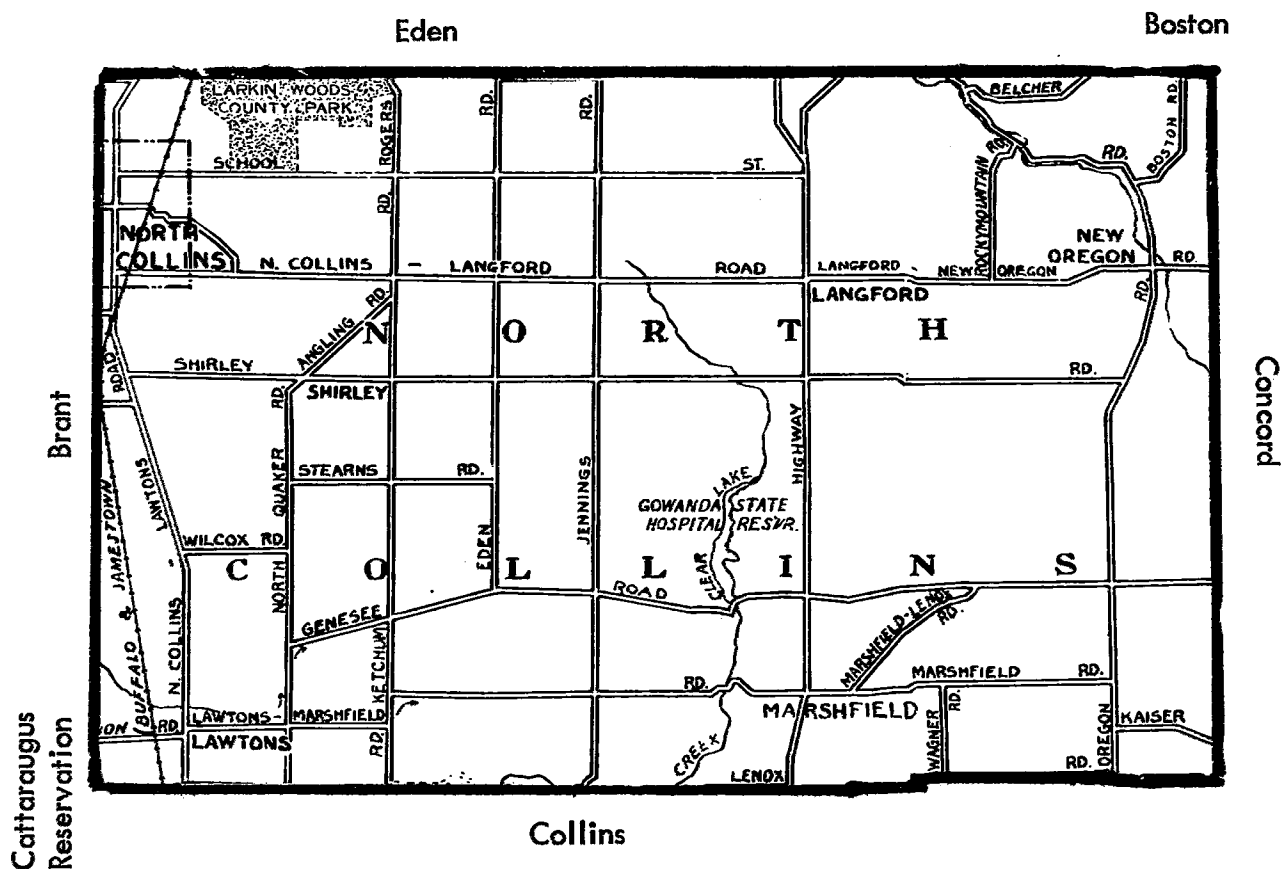 Eden
Boston
LARKIN WOODS
COUNTY PARK
ROGERS
RD.
RD.
RD.
BELCHER
RD.
BOSTON RD.
SCHOOL
ST.
RD.
ROCKYMOUNTAIN
NORTH
COLLINS
N. COLLINS - LANGFORD ROAD
LANGFORD
NEW OREGON
RD.
NEW
OREGON
LANGFORD
RD.
ANGLING RD.
N O R T H
ROAD
SHIRLEY
RD.
SHIRLEY
Brant
Concord
LAWTONS
QUAKER
RD.
STEARNS RD.
JENNINGS
HIGHWAY
LAKE
GOWANDA STATE
HOSPITAL RESVR.
WILCOX RD.
EDEN
CLEAR
C O L L I N S
NORTH
GENESEE
ROAD
MARSHFIELD-LENOX
RD.
BUFFALO & JAMESTOWN
N. COLLINS
KETCHUM
RD.
MARSHFIELD RD.
RD.
LAWTONS - MARSHFIELD
LAWTONS
RD.
MARSHFIELD
WAGNER
RD.
OREGON
KAISER
RD.
CREEK
LENOX
RD.
Cattaraugus
Reservation
Collins